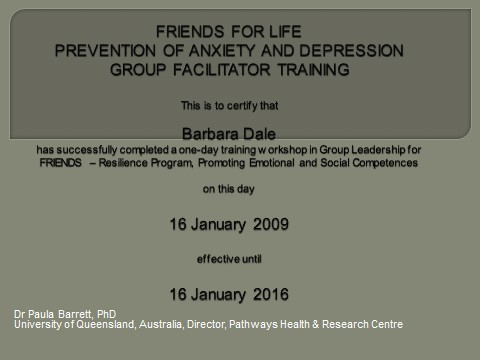 FRIENDS FOR LIFE
PREVENTION OF ANXIETY AND DEPRESSION
GROUP FACILITATOR TRAINING
This is to certify that
Barbara Dale
has successfully completed a one-day training workshop in Group Leadership for
FRIENDS – Resilience Program, Promoting Emotional and Social Competences
on this day
16 January 2009
effective until
16 January 2016
Dr Paula Barrett, PhD
University of Queensland, Australia, Director, Pathways Health & Research Centre